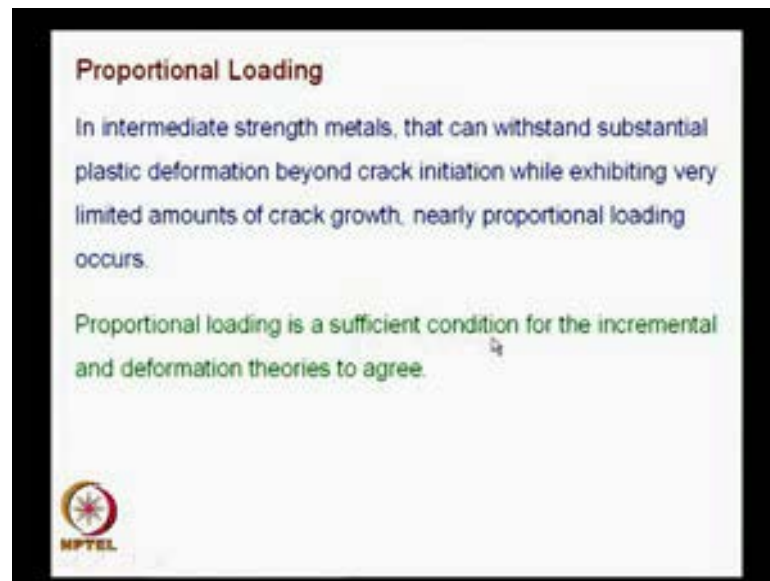 Proportional Loading
In intermediate strength metals, that can withstand substantial
plastic deformation beyond crack initiation while exhibiting very
limited amounts of crack growth, nearly proportional loading
occurs.
Proportional loading is a sufficient condition for the incremental
and deformation theories to agree.
NPTEL